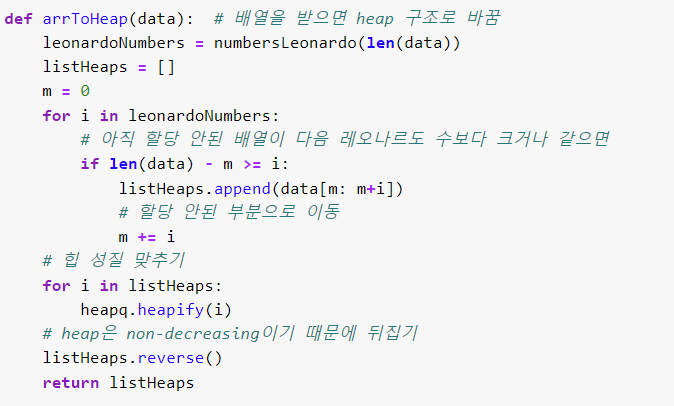 def arrToHeap(data):  # 배열을 받으면 heap 구조로 바꿈
    leonardoNumbers = numbersLeonardo(len(data))
    listHeaps = []
    m = 0
    for i in leonardoNumbers:
        # 아직 할당 안된 배열이 다음 레오나르도 수보다 크거나 같으면
        if len(data) - m >= i:
            listHeaps.append(data[m: m+i])
            # 할당 안된 부분으로 이동
            m += i
    # 힙 성질 맞추기
    for i in listHeaps:
        heapq.heapify(i)
    # heap은 non-decreasing이기 때문에 뒤집기
    listHeaps.reverse()
    return listHeaps